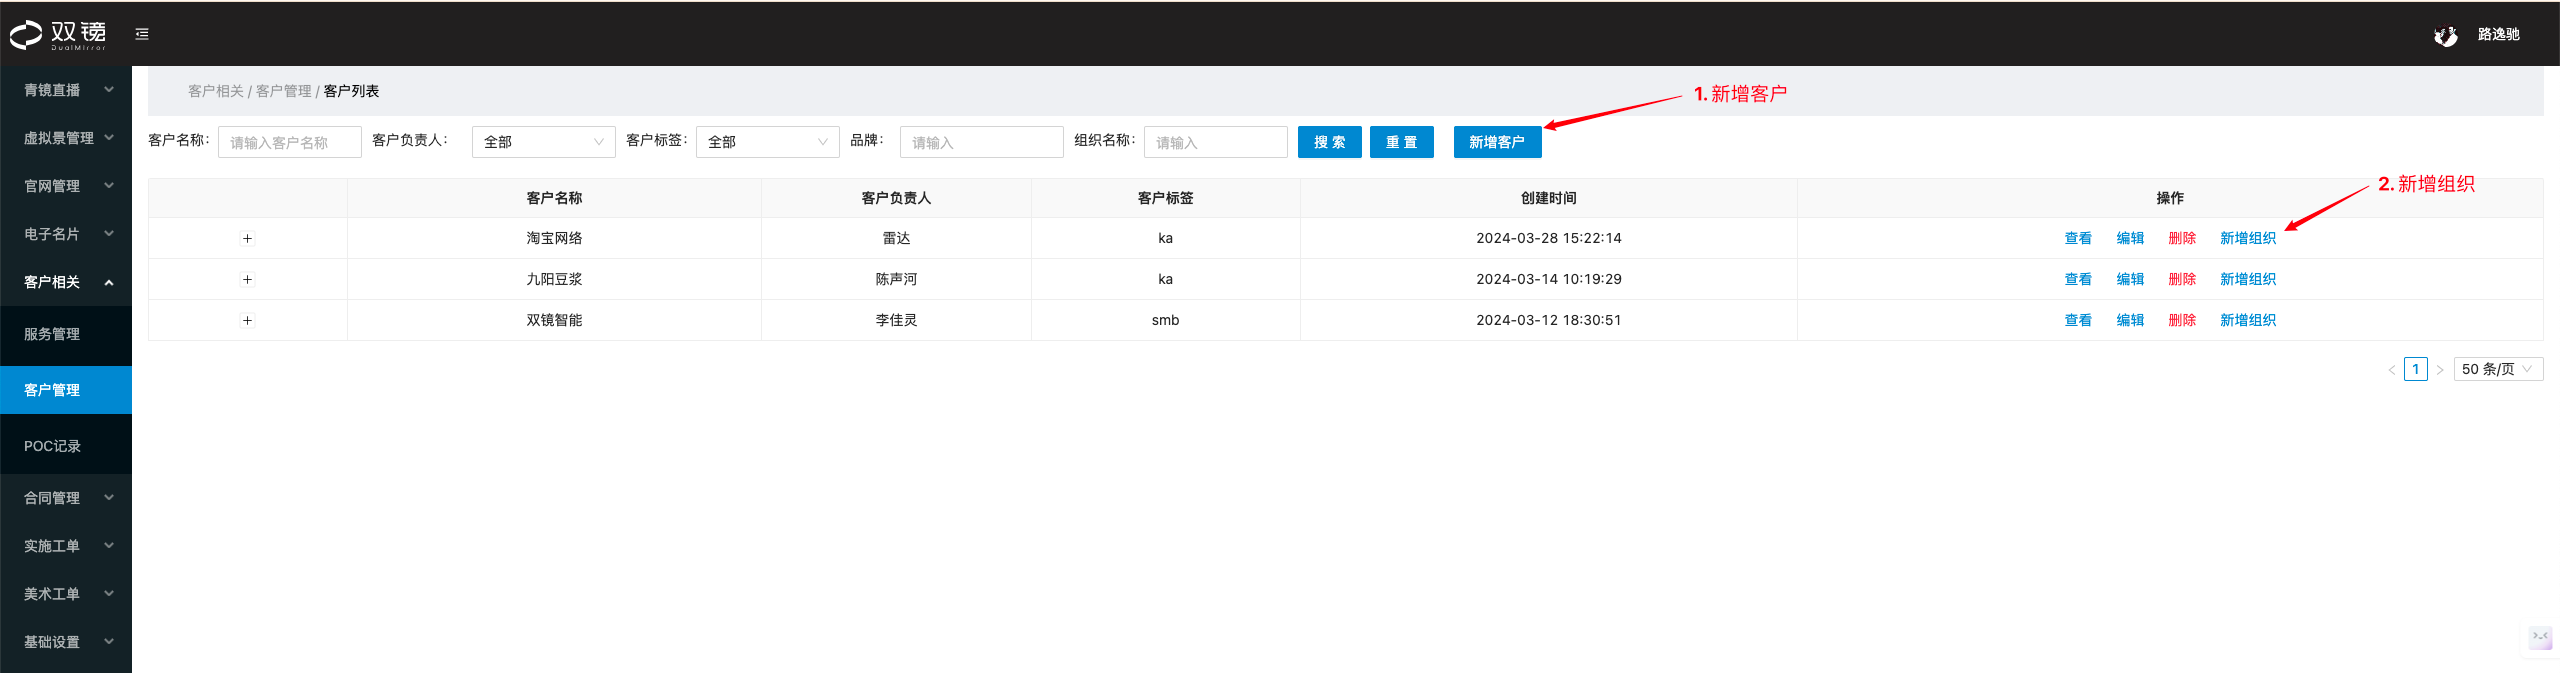 双镜
DualMirror
路逸驰
青镜直播
虚拟景管理
官网管理
电子名片
客户相关
服务管理
客户管理
POC记录
合同管理
实施工单
美术工单
基础设置
客户相关 / 客户管理 / 客户列表
1. 新增客户
客户名称: 请输入客户名称 客户负责人: 全部 客户标签: 全部 品牌: 请输入 组织名称: 请输入 搜 索 重 置 新增客户
2. 新增组织
客户名称 客户负责人 客户标签 创建时间 操作
+ 淘宝网络 雷达 ka 2024-03-28 15:22:14 查看 编辑 删除 新增组织
+ 九阳豆浆 陈声河 ka 2024-03-14 10:19:29 查看 编辑 删除 新增组织
+ 双镜智能 李佳灵 smb 2024-03-12 18:30:51 查看 编辑 删除 新增组织
< 1 > 50 条/页